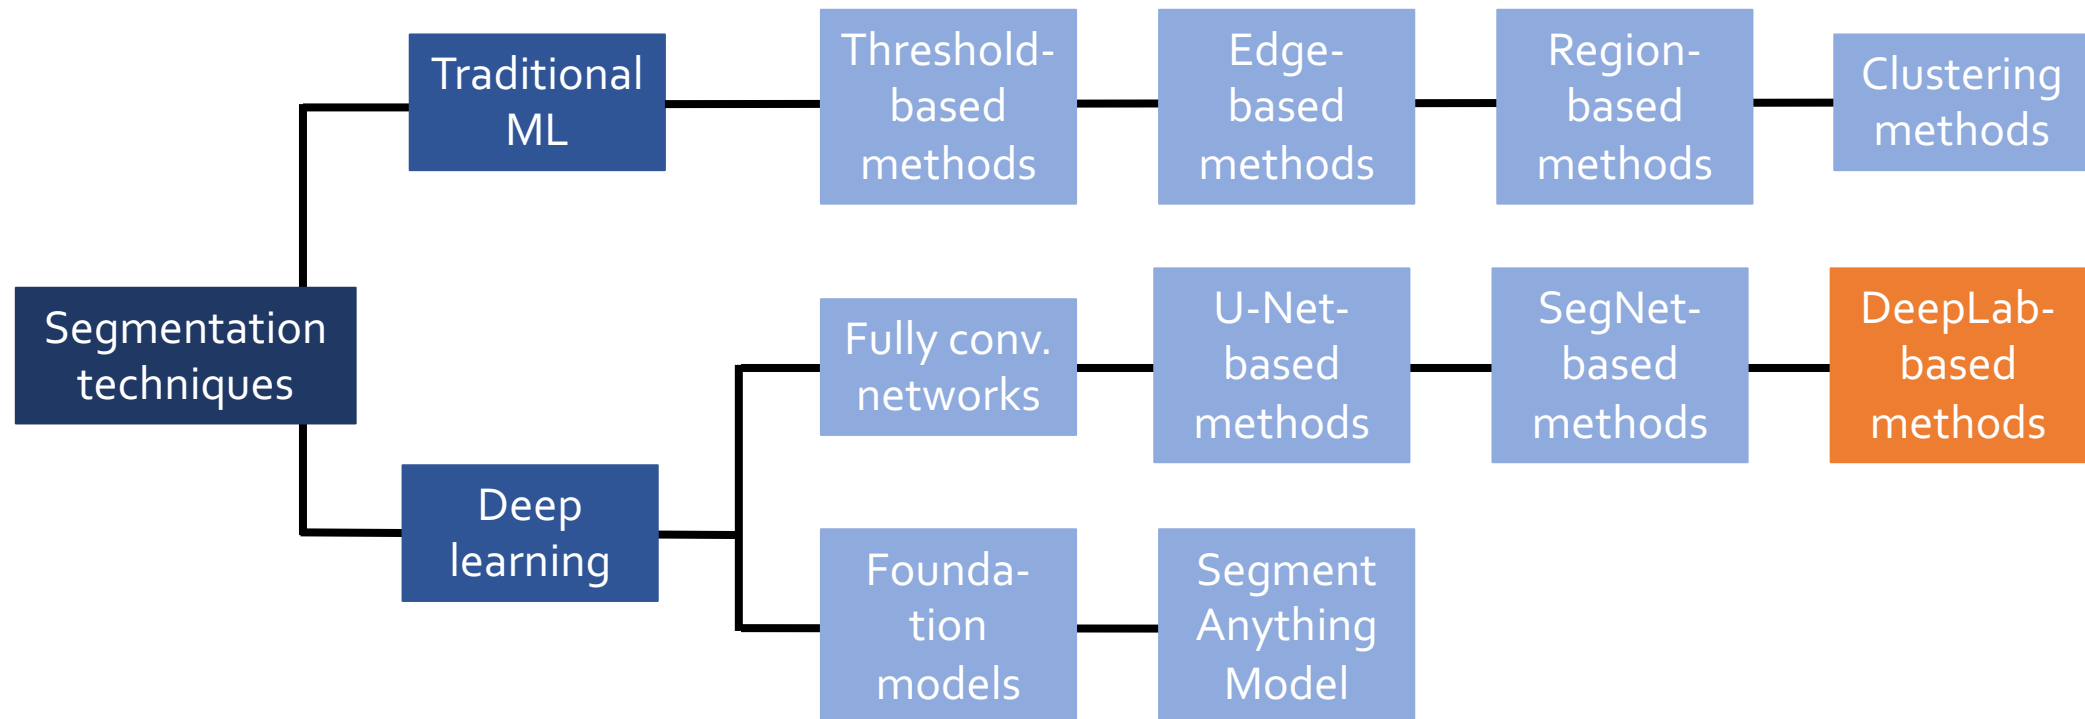 Traditional
ML
Threshold-
based
methods
Edge-
based
methods
Region-
based
methods
Clustering
methods
Segmentation
techniques
Fully conv.
networks
U-Net-
based
methods
SegNet-
based
methods
DeepLab-
based
methods
Deep
learning
Founda-
tion
models
Segment
Anything
Model